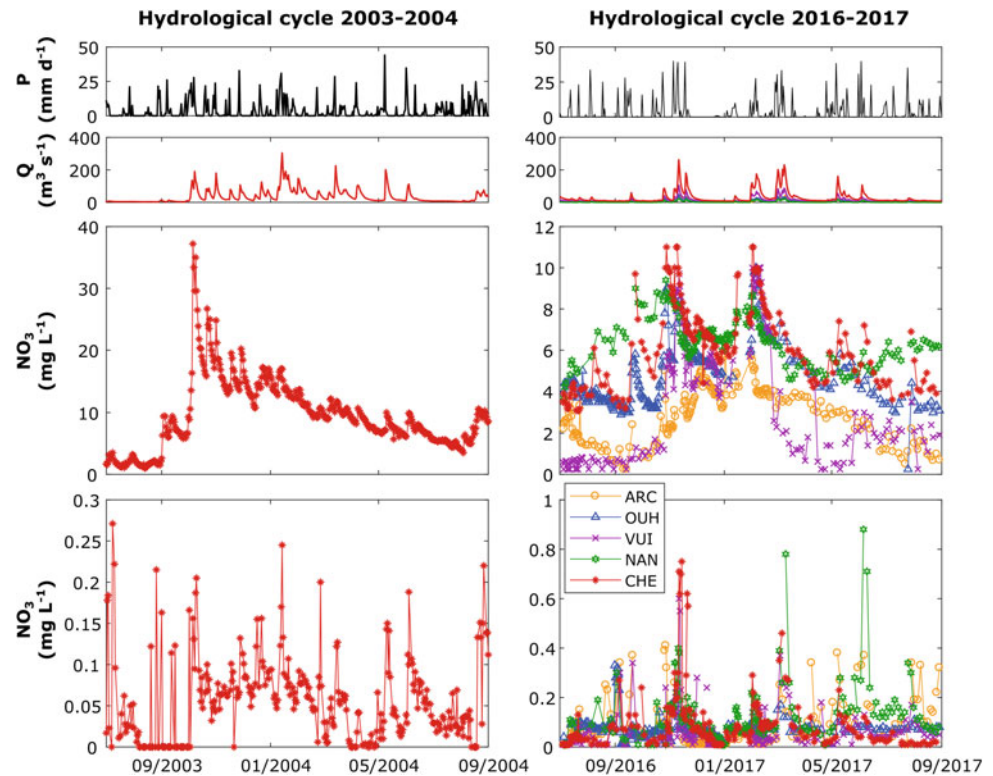 Hydrological cycle 2003-2004
Hydrological cycle 2016-2017
P
(mm d⁻¹)
50
25
0
50
25
0
Q
(m³ s⁻¹)
400
200
0
400
200
0
NO₃
(mg L⁻¹)
40
30
20
10
0
12
10
8
6
4
2
0
NO₃
(mg L⁻¹)
0.3
0.25
0.2
0.15
0.1
0.05
0
1
0.8
0.6
0.4
0.2
0
ARC
OUH
VUI
NAN
CHE
09/2003 01/2004 05/2004 09/2004
09/2016 01/2017 05/2017 09/2017